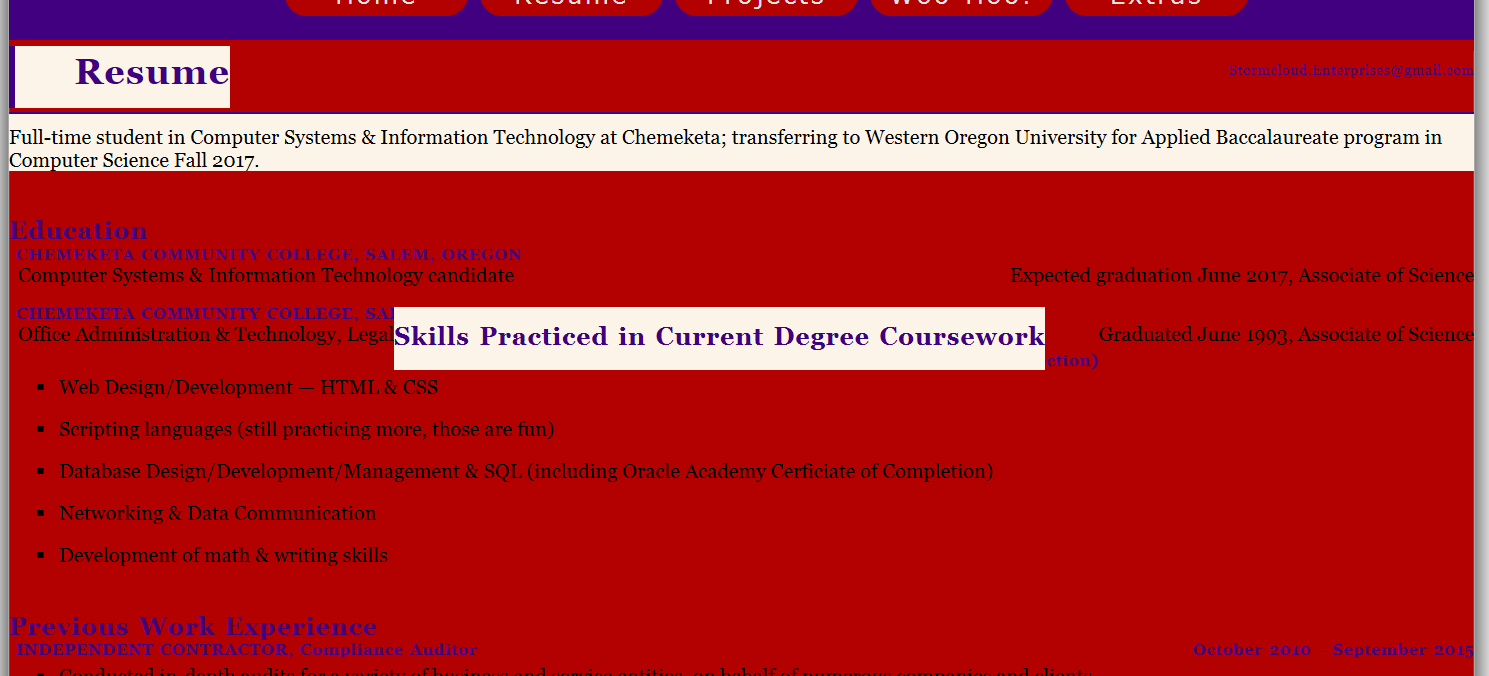 Home Resume Projects Woo Hoo! Extras
Resume
Stormcloud.Enterprises@gmail.com
Full-time student in Computer Systems & Information Technology at Chemeketa; transferring to Western Oregon University for Applied Baccalaureate program in
Computer Science Fall 2017.
Education
CHEMEKETA COMMUNITY COLLEGE, SALEM, OREGON
Computer Systems & Information Technology candidate Expected graduation June 2017, Associate of Science
CHEMEKETA COMMUNITY COLLEGE,
Office Administration & Technology, Legal Graduated June 1993, Associate of Science
Skills Practiced in Current Degree Coursework
ction)
▪ Web Design/Development — HTML & CSS
▪ Scripting languages (still practicing more, those are fun)
▪ Database Design/Development/Management & SQL (including Oracle Academy Cerficiate of Completion)
▪ Networking & Data Communication
▪ Development of math & writing skills
Previous Work Experience
INDEPENDENT CONTRACTOR, Compliance Auditor October 2010 – September 2015
▪ Conducted in-depth audits for a variety of business and service entities, on behalf of numerous companies and clients